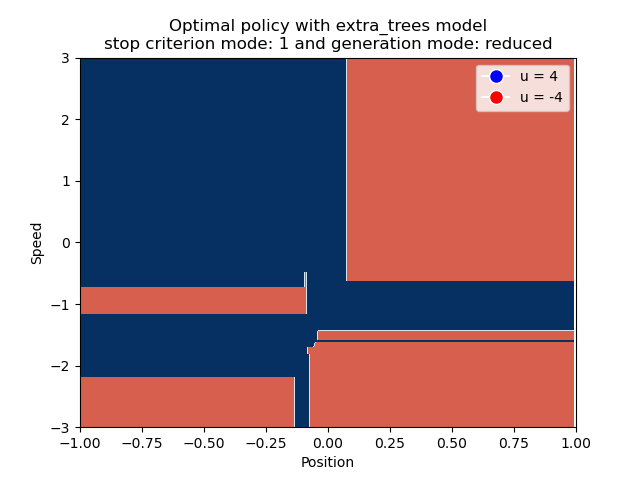 Optimal policy with extra_trees model
stop criterion mode: 1 and generation mode: reduced
u = 4
u = -4
3
2
1
0
−1
−2
−3
Speed
−1.00 −0.75 −0.50 −0.25 0.00 0.25 0.50 0.75 1.00
Position